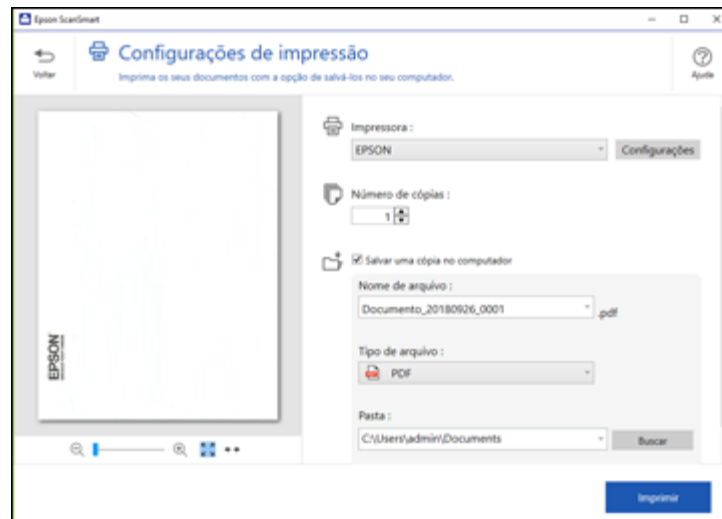 Epson ScanSmart
Voltar
Configurações de impressão
Imprima os seus documentos com a opção de salvá-los no seu computador.
Ajuda
Impressora :
EPSON
Configurações
Número de cópias :
1
Salvar uma cópia no computador
Nome de arquivo :
Documento_20180926_0001
.pdf
Tipo de arquivo :
PDF
Pasta :
C:\Users\admin\Documents
Buscar
EPSON
Imprimir